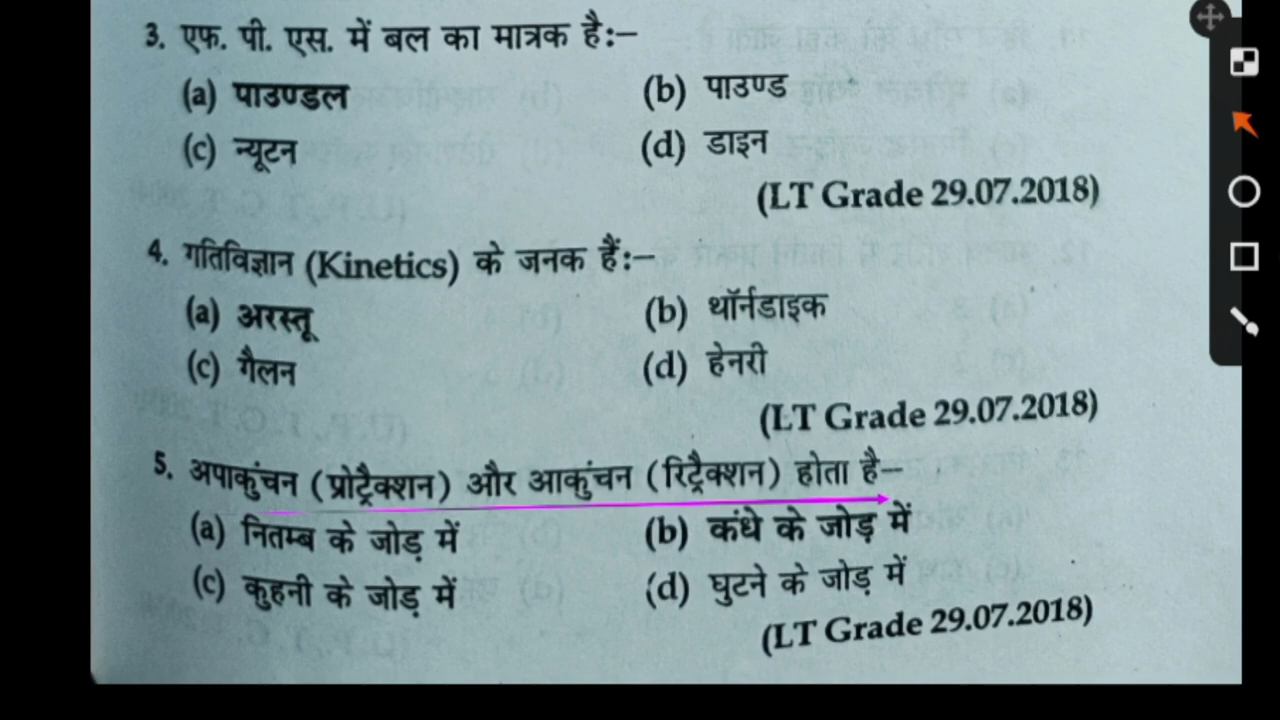 3. एफ. पी. एस. में बल का मात्रक है:–
(a) पाउण्डल (b) पाउण्ड
(c) न्यूटन (d) डाइन
(LT Grade 29.07.2018)
4. गतिविज्ञान (Kinetics) के जनक हैं:–
(a) अरस्तू (b) थॉर्नडाइक
(c) गैलन (d) हेनरी
(LT Grade 29.07.2018)
5. अपाकुंचन (प्रोट्रैक्शन) और आकुंचन (रिट्रैक्शन) होता है–
(a) नितम्ब के जोड़ में (b) कंधे के जोड़ में
(c) कुहनी के जोड़ में (d) घुटने के जोड़ में
(LT Grade 29.07.2018)